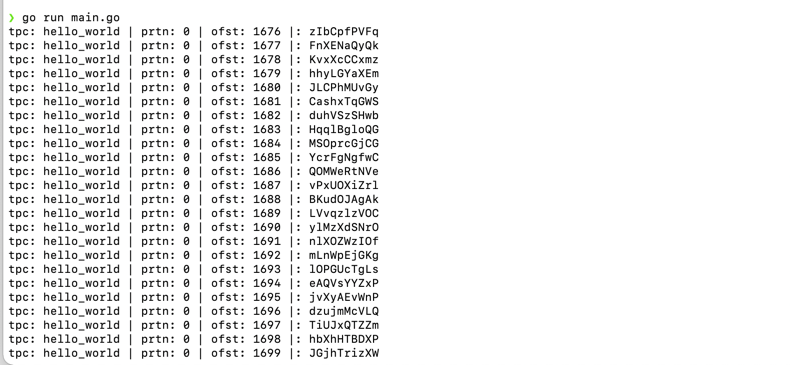 ❯ go run main.go
tpc: hello_world | prtn: 0 | ofst: 1676 |: zIbCpfPVFq
tpc: hello_world | prtn: 0 | ofst: 1677 |: FnXENaQyQk
tpc: hello_world | prtn: 0 | ofst: 1678 |: KvxXcCCxmz
tpc: hello_world | prtn: 0 | ofst: 1679 |: hhyLGYaXEm
tpc: hello_world | prtn: 0 | ofst: 1680 |: JLCPhMUvGy
tpc: hello_world | prtn: 0 | ofst: 1681 |: CashxTqGWS
tpc: hello_world | prtn: 0 | ofst: 1682 |: duhVSzSHwb
tpc: hello_world | prtn: 0 | ofst: 1683 |: HqqlBgloQG
tpc: hello_world | prtn: 0 | ofst: 1684 |: MSOprcGjCG
tpc: hello_world | prtn: 0 | ofst: 1685 |: YcrFgNgfwC
tpc: hello_world | prtn: 0 | ofst: 1686 |: QOMWeRtNVe
tpc: hello_world | prtn: 0 | ofst: 1687 |: vPxUOXiZrl
tpc: hello_world | prtn: 0 | ofst: 1688 |: BKudOJAgAk
tpc: hello_world | prtn: 0 | ofst: 1689 |: LVvqzlzVOC
tpc: hello_world | prtn: 0 | ofst: 1690 |: ylMzXdSNrO
tpc: hello_world | prtn: 0 | ofst: 1691 |: nlXOZWzIOf
tpc: hello_world | prtn: 0 | ofst: 1692 |: mLnWpEjGKg
tpc: hello_world | prtn: 0 | ofst: 1693 |: lOPGUcTgLs
tpc: hello_world | prtn: 0 | ofst: 1694 |: eAQVsYYZxP
tpc: hello_world | prtn: 0 | ofst: 1695 |: jvXyAEvWnP
tpc: hello_world | prtn: 0 | ofst: 1696 |: dzujmMcVLQ
tpc: hello_world | prtn: 0 | ofst: 1697 |: TiUJxQTZZm
tpc: hello_world | prtn: 0 | ofst: 1698 |: hbXhHTBDXP
tpc: hello_world | prtn: 0 | ofst: 1699 |: JGjhTrizXW